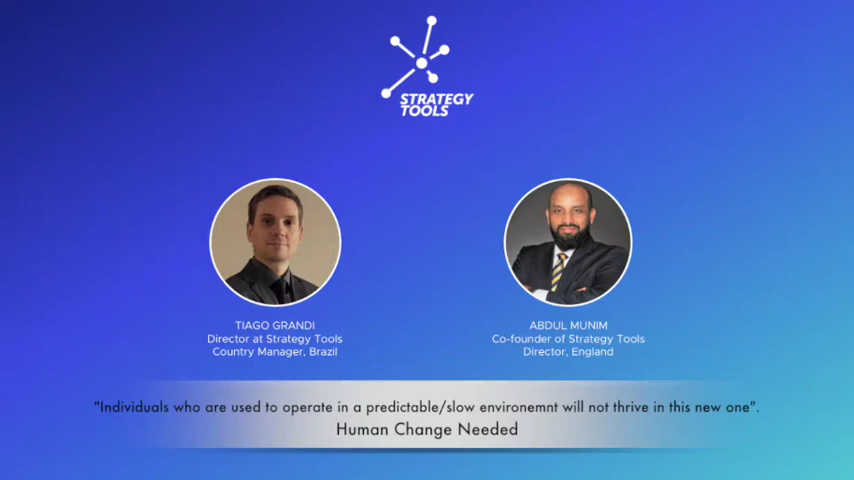 STRATEGY
TOOLS
TIAGO GRANDI
Director at Strategy Tools
Country Manager, Brazil
ABDUL MUNIM
Co-founder of Strategy Tools
Director, England
"Individuals who are used to operate in a predictable/slow environemnt will not thrive in this new one".
Human Change Needed